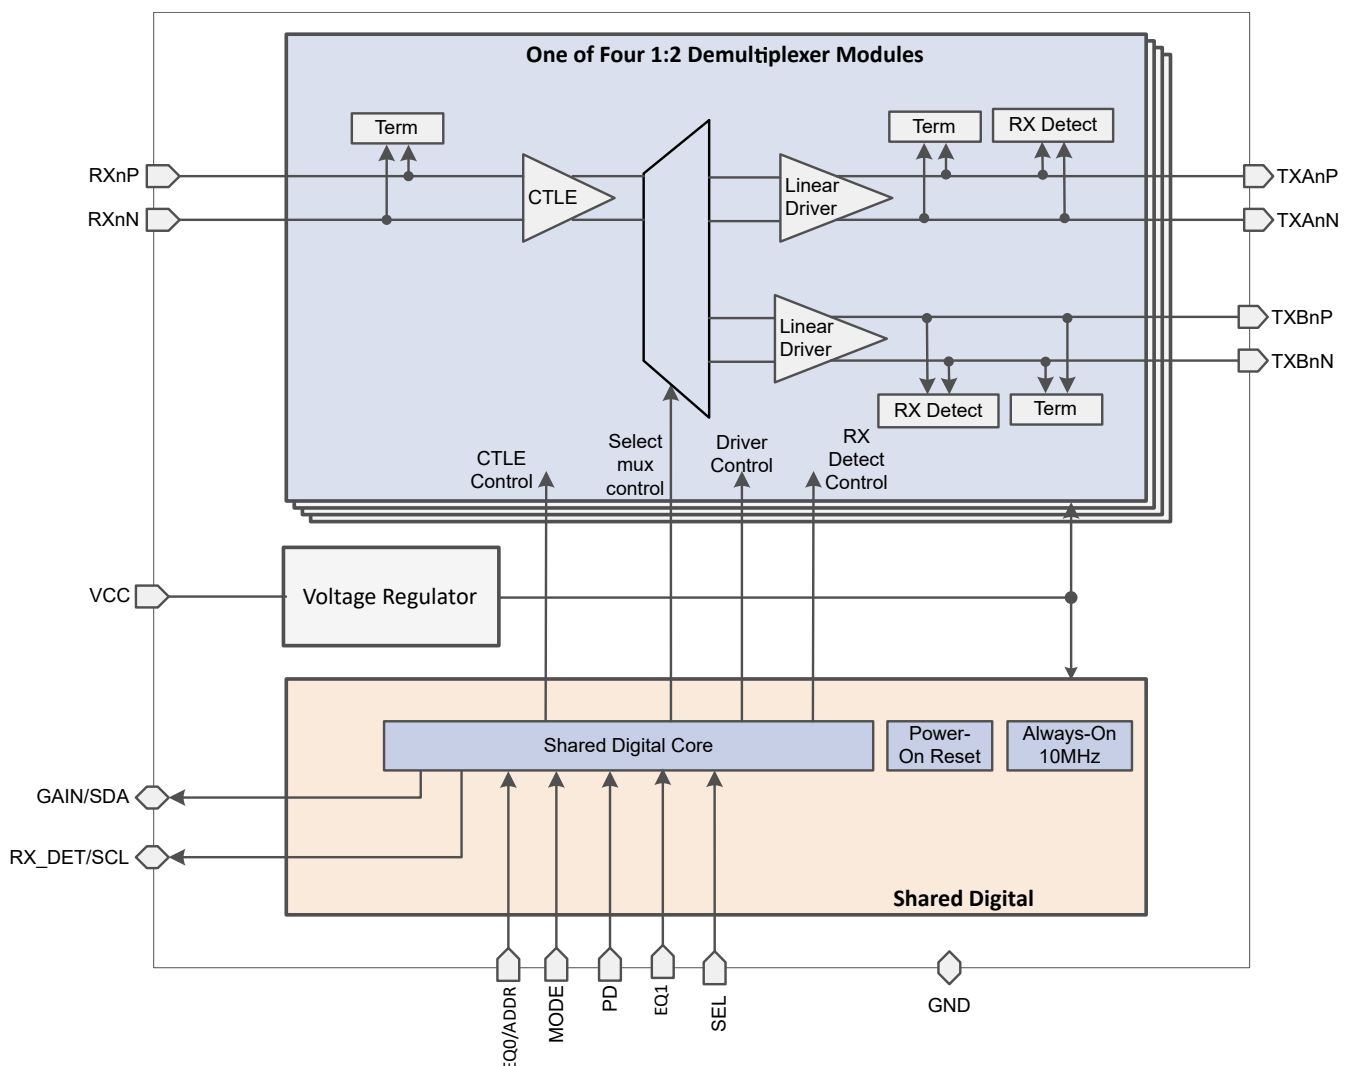 One of Four 1:2 Demultiplexer Modules
Term
Term
RX Detect
RXnP
RXnN
CTLE
Linear
Driver
TXAnP
TXAnN
Linear
Driver
TXBnP
TXBnN
RX Detect
Term
CTLE
Control
Select
mux
control
Driver
Control
RX
Detect
Control
VCC
Voltage Regulator
Shared Digital Core
Power-
On Reset
Always-On
10MHz
GAIN/SDA
RX_DET/SCL
Shared Digital
EQ0/ADDR
MODE
PD
EQ1
SEL
GND